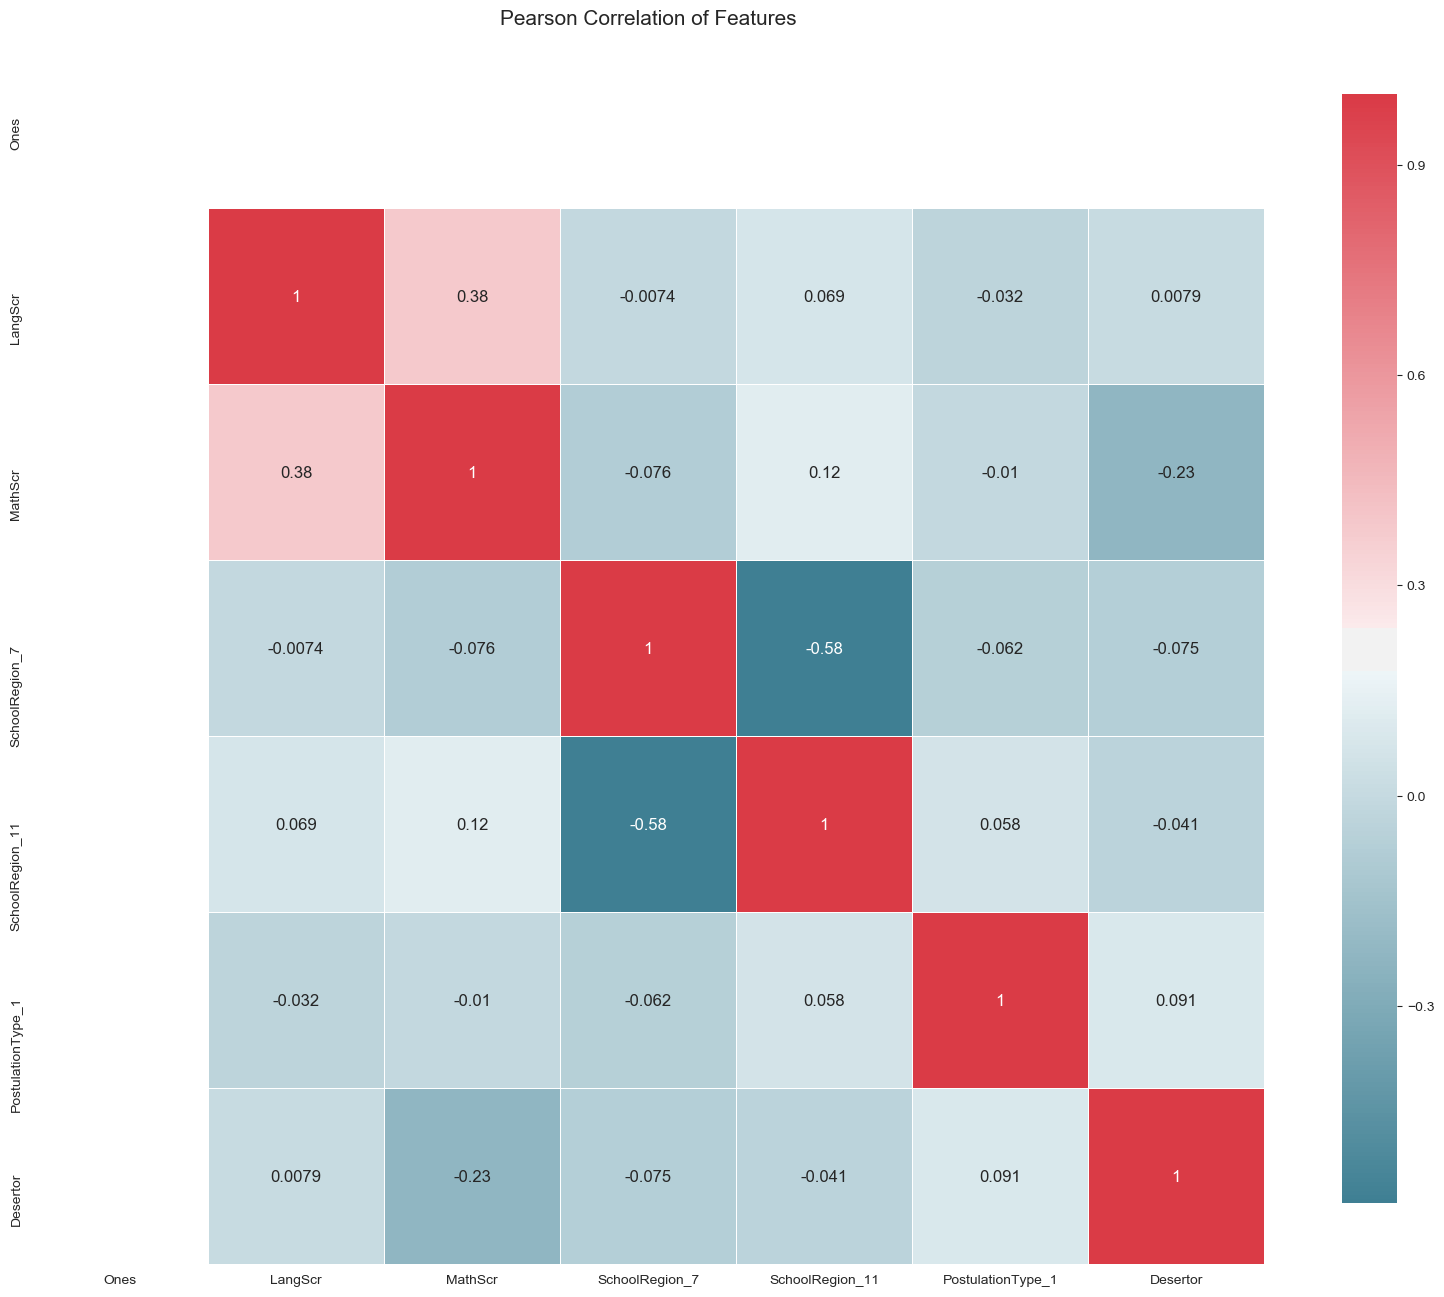 Pearson Correlation of Features
Ones
LangScr
1 0.38 -0.0074 0.069 -0.032 0.0079
MathScr
0.38 1 -0.076 0.12 -0.01 -0.23
SchoolRegion_7
-0.0074 -0.076 1 -0.58 -0.062 -0.075
SchoolRegion_11
0.069 0.12 -0.58 1 0.058 -0.041
PostulationType_1
-0.032 -0.01 -0.062 0.058 1 0.091
Desertor
0.0079 -0.23 -0.075 -0.041 0.091 1
Ones LangScr MathScr SchoolRegion_7 SchoolRegion_11 PostulationType_1 Desertor
0.9
0.6
0.3
0.0
−0.3